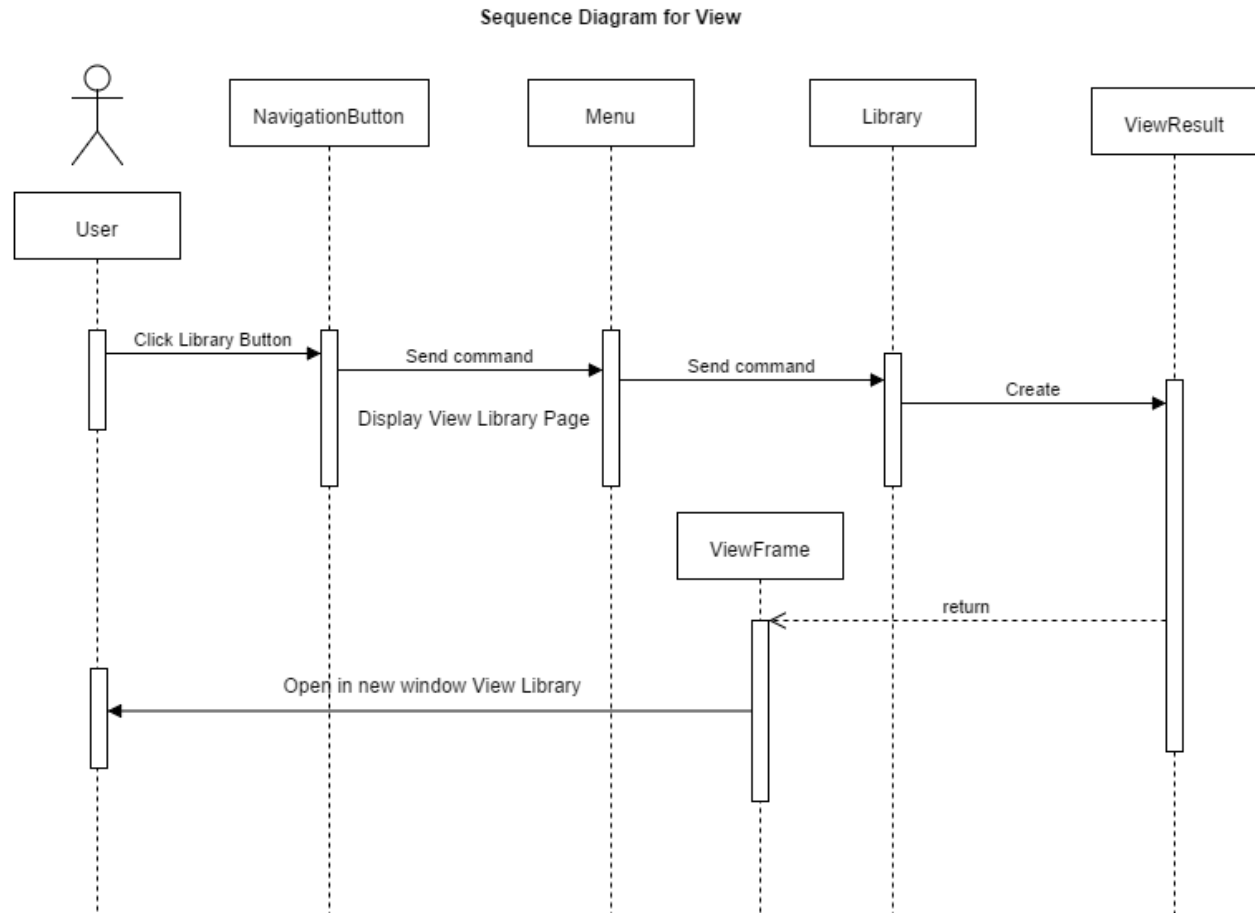 Sequence Diagram for View
NavigationButton
Menu
Library
ViewResult
User
Click Library Button
Send command
Send command
Create
Display View Library Page
ViewFrame
return
Open in new window View Library